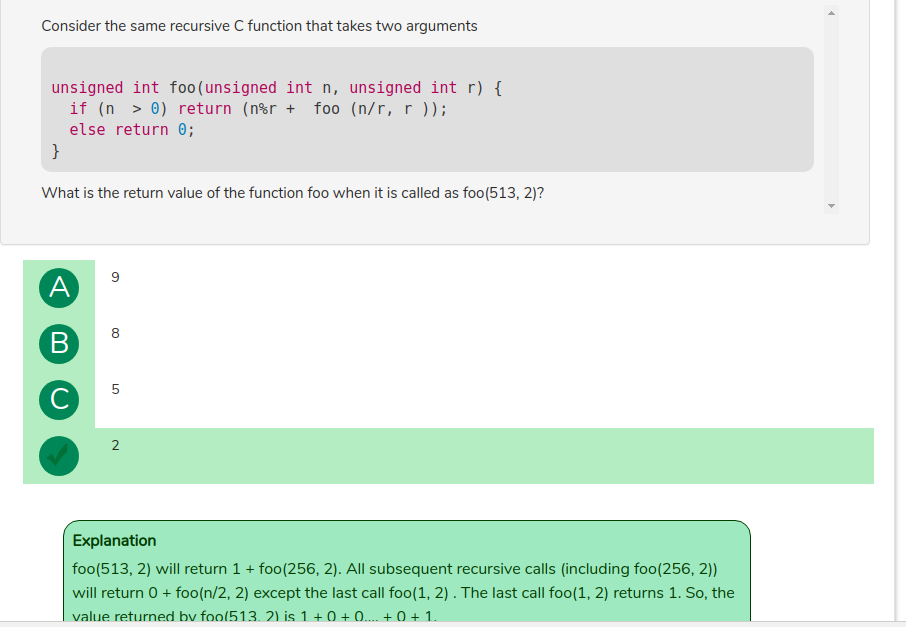 Consider the same recursive C function that takes two arguments
unsigned int foo(unsigned int n, unsigned int r) {
  if (n  > 0) return (n%r +  foo (n/r, r ));
  else return 0;
}
What is the return value of the function foo when it is called as foo(513, 2)?
A 9
B 8
C 5
2
Explanation
foo(513, 2) will return 1 + foo(256, 2). All subsequent recursive calls (including foo(256, 2))
will return 0 + foo(n/2, 2) except the last call foo(1, 2) . The last call foo(1, 2) returns 1. So, the
value returned by foo(513, 2) is 1 + 0 + 0.... + 0 + 1.